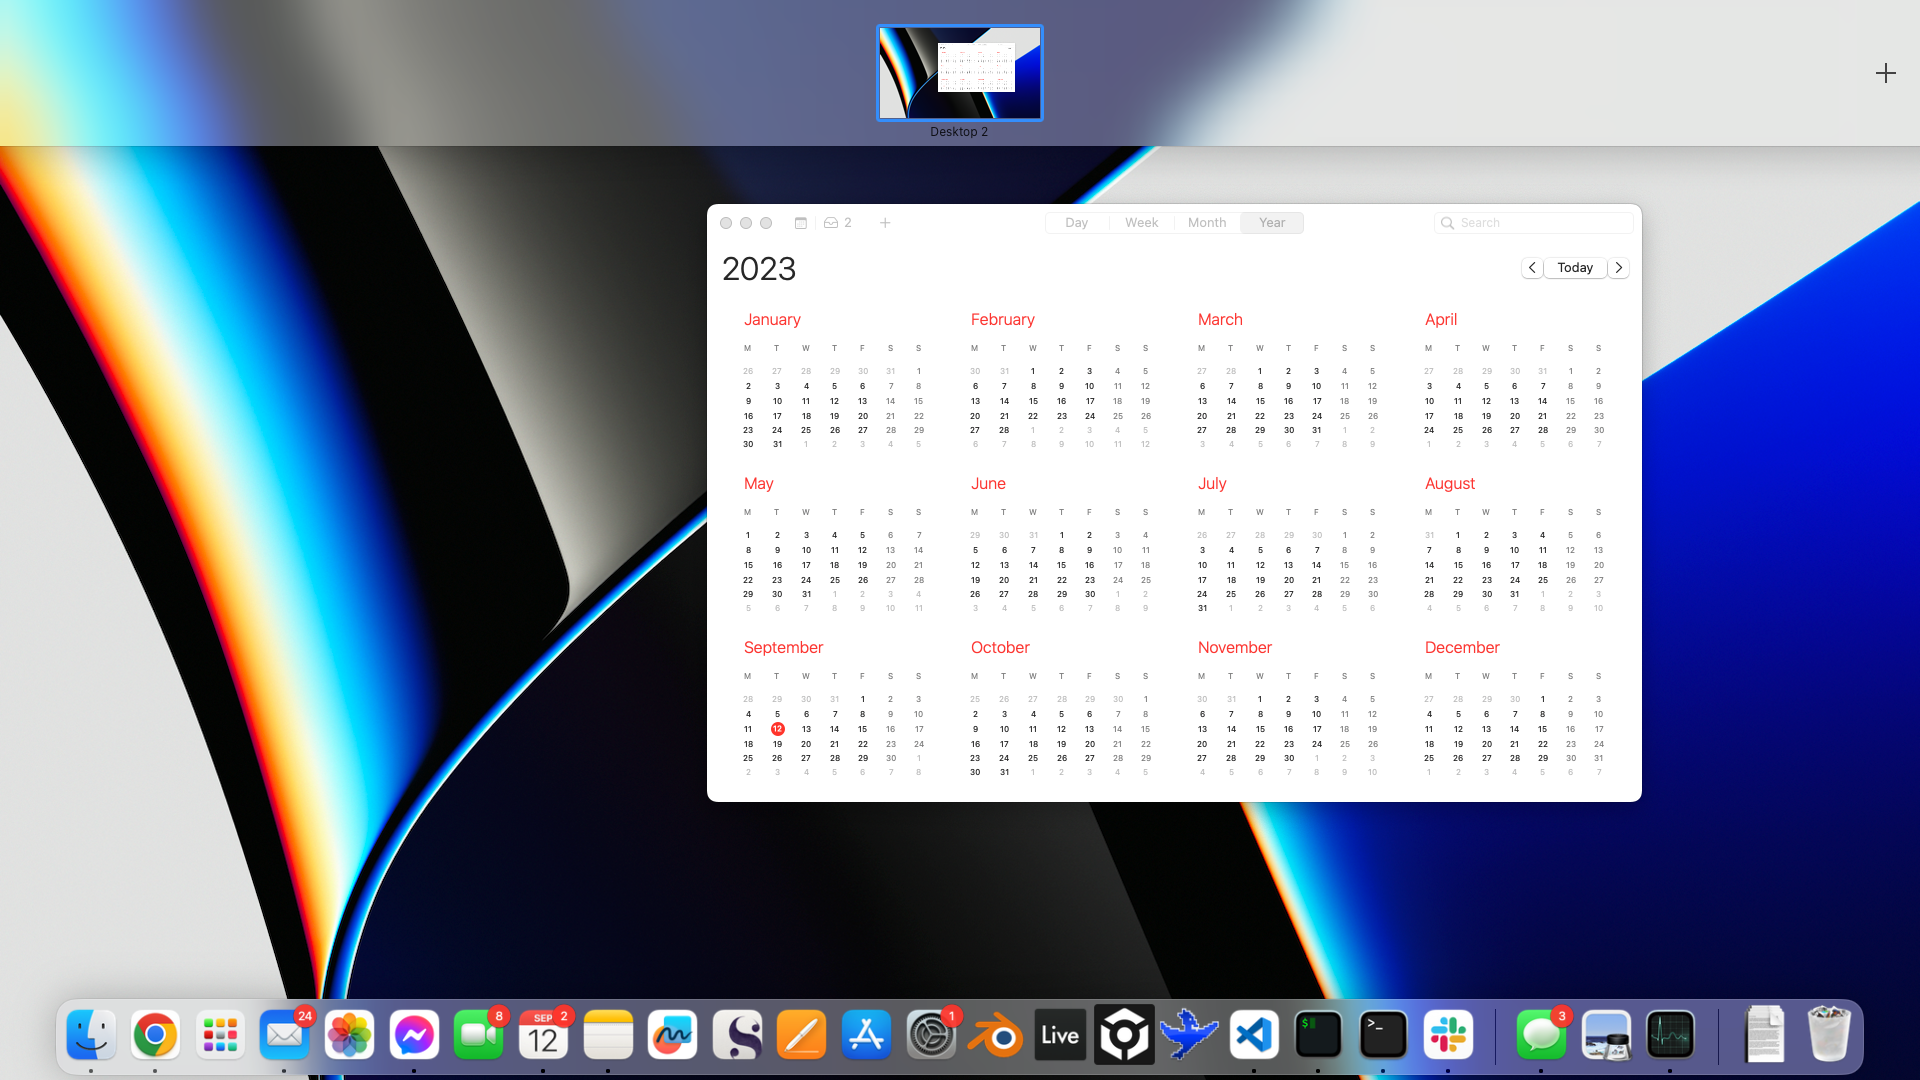 Desktop 2
2
Day Week Month Year
Search
2023
Today
January February March April
M T W T F S S M T W T F S S M T W T F S S M T W T F S S
26 27 28 29 30 31 1 30 31 1 2 3 4 5 27 28 1 2 3 4 5 27 28 29 30 31 1 2
2 3 4 5 6 7 8 6 7 8 9 10 11 12 6 7 8 9 10 11 12 3 4 5 6 7 8 9
9 10 11 12 13 14 15 13 14 15 16 17 18 19 13 14 15 16 17 18 19 10 11 12 13 14 15 16
16 17 18 19 20 21 22 20 21 22 23 24 25 26 20 21 22 23 24 25 26 17 18 19 20 21 22 23
23 24 25 26 27 28 29 27 28 1 2 3 4 5 27 28 29 30 31 1 2 24 25 26 27 28 29 30
30 31 1 2 3 4 5 6 7 8 9 10 11 12 3 4 5 6 7 8 9 1 2 3 4 5 6 7
May June July August
M T W T F S S M T W T F S S M T W T F S S M T W T F S S
1 2 3 4 5 6 7 29 30 31 1 2 3 4 26 27 28 29 30 1 2 31 1 2 3 4 5 6
8 9 10 11 12 13 14 5 6 7 8 9 10 11 3 4 5 6 7 8 9 7 8 9 10 11 12 13
15 16 17 18 19 20 21 12 13 14 15 16 17 18 10 11 12 13 14 15 16 14 15 16 17 18 19 20
22 23 24 25 26 27 28 19 20 21 22 23 24 25 17 18 19 20 21 22 23 21 22 23 24 25 26 27
29 30 31 1 2 3 4 26 27 28 29 30 1 2 24 25 26 27 28 29 30 28 29 30 31 1 2 3
5 6 7 8 9 10 11 3 4 5 6 7 8 9 31 1 2 3 4 5 6 4 5 6 7 8 9 10
September October November December
M T W T F S S M T W T F S S M T W T F S S M T W T F S S
28 29 30 31 1 2 3 25 26 27 28 29 30 1 30 31 1 2 3 4 5 27 28 29 30 1 2 3
4 5 6 7 8 9 10 2 3 4 5 6 7 8 6 7 8 9 10 11 12 4 5 6 7 8 9 10
11 12 13 14 15 16 17 9 10 11 12 13 14 15 13 14 15 16 17 18 19 11 12 13 14 15 16 17
18 19 20 21 22 23 24 16 17 18 19 20 21 22 20 21 22 23 24 25 26 18 19 20 21 22 23 24
25 26 27 28 29 30 1 23 24 25 26 27 28 29 27 28 29 30 1 2 3 25 26 27 28 29 30 31
2 3 4 5 6 7 8 30 31 1 2 3 4 5 4 5 6 7 8 9 10 1 2 3 4 5 6 7
24 8 SEP 2 1 3
12 Live $ >_